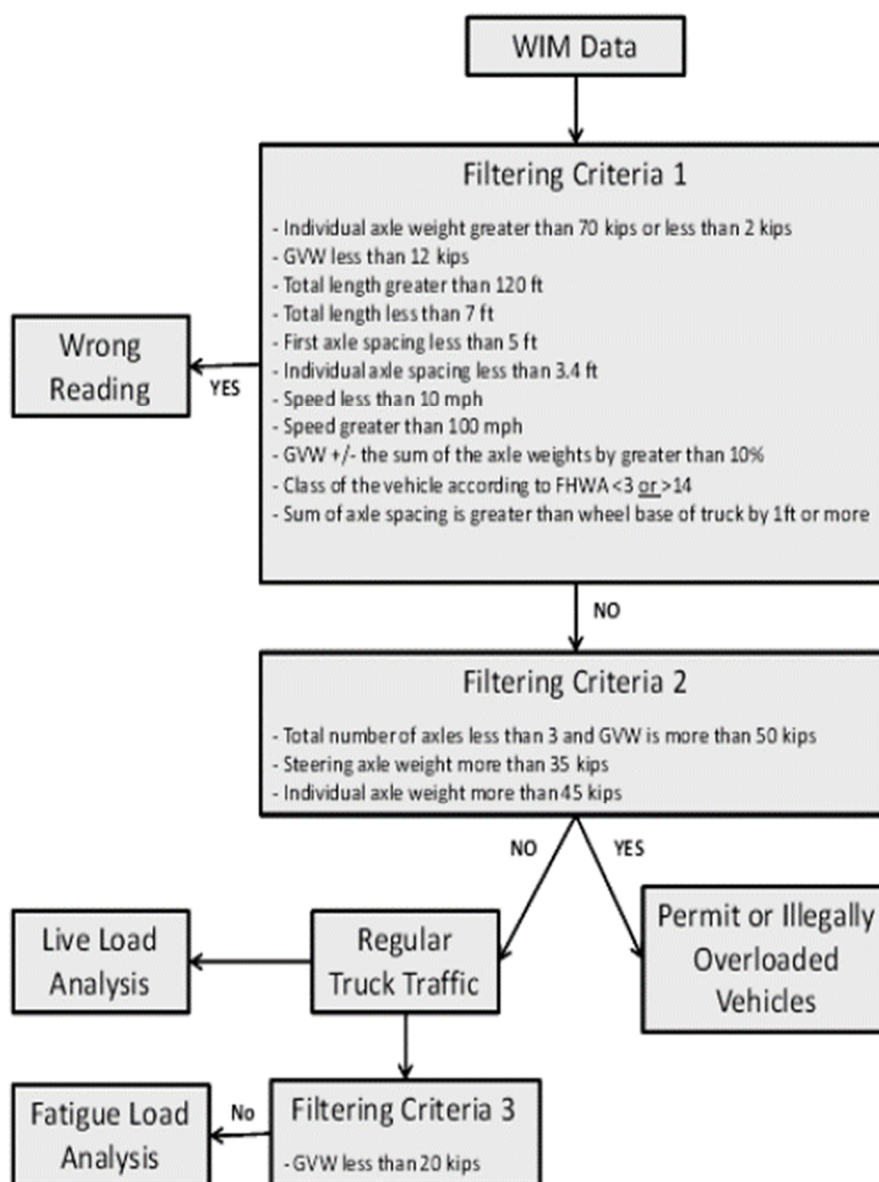 WIM Data
Filtering Criteria 1
- Individual axle weight greater than 70 kips or less than 2 kips
- GVW less than 12 kips
- Total length greater than 120 ft
- Total length less than 7 ft
- First axle spacing less than 5 ft
- Individual axle spacing less than 3.4 ft
- Speed less than 10 mph
- Speed greater than 100 mph
- GVW +/- the sum of the axle weights by greater than 10%
- Class of the vehicle according to FHWA <3 or >14
- Sum of axle spacing is greater than wheel base of truck by 1ft or more
Wrong
Reading
YES
NO
Filtering Criteria 2
- Total number of axles less than 3 and GVW is more than 50 kips
- Steering axle weight more than 35 kips
- Individual axle weight more than 45 kips
NO
YES
Live Load
Analysis
Regular
Truck Traffic
Permit or Illegally
Overloaded
Vehicles
Fatigue Load
Analysis
No
Filtering Criteria 3
- GVW less than 20 kips